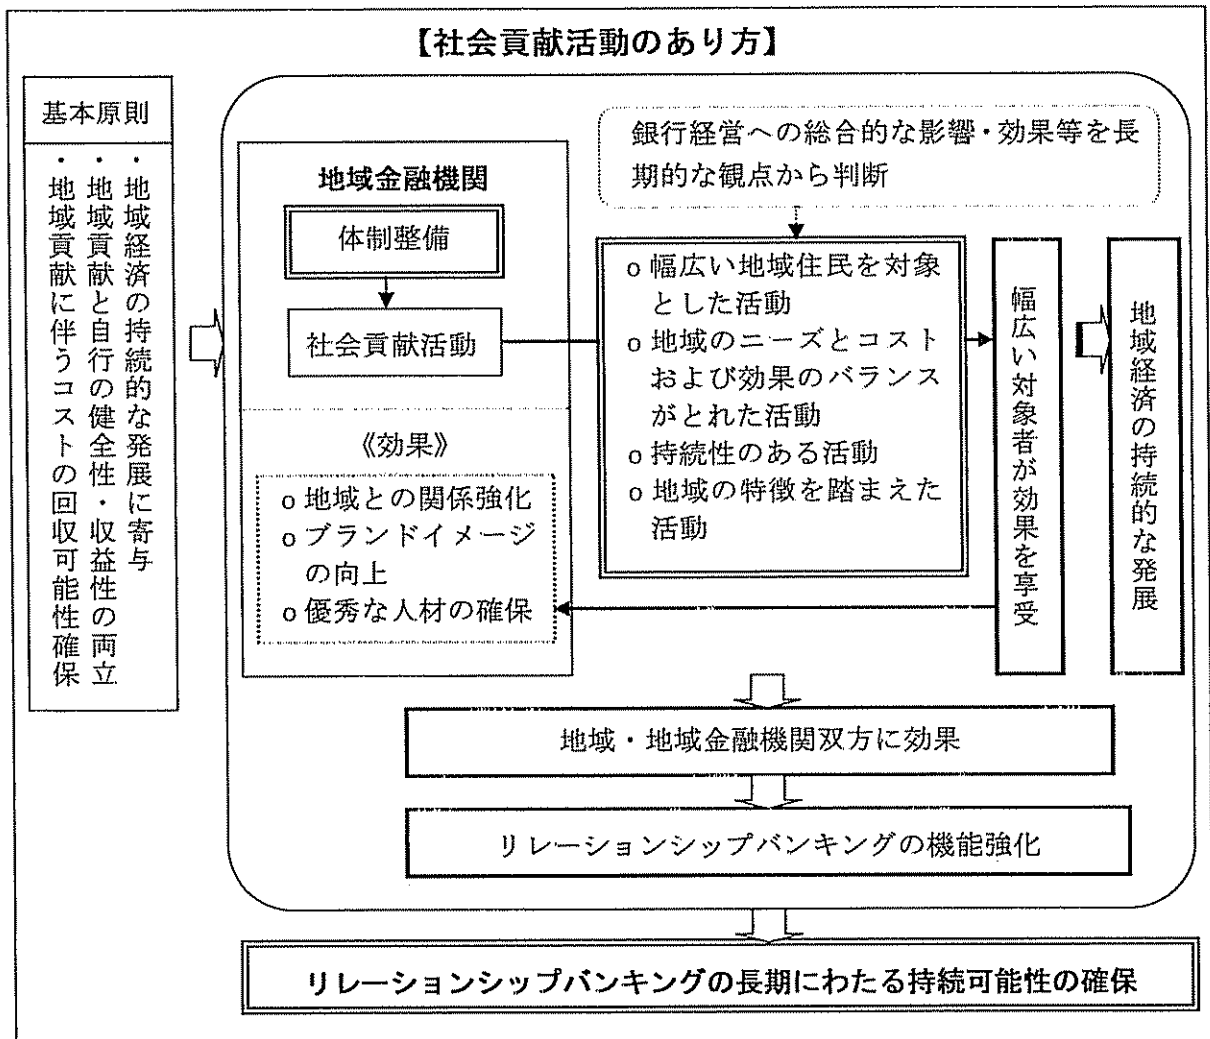 【社会貢献活動のあり方】
基本原則
・地域経済の持続的な発展に寄与
・地域貢献と自行の健全性・収益性の両立
・地域貢献に伴うコストの回収可能性確保
地域金融機関
体制整備
社会貢献活動
《効果》
o 地域との関係強化
o ブランドイメージ
の向上
o 優秀な人材の確保
銀行経営への総合的な影響・効果等を長
期的な観点から判断
o 幅広い地域住民を対象
とした活動
o 地域のニーズとコスト
および効果のバランス
がとれた活動
o 持続性のある活動
o 地域の特徴を踏まえた
活動
幅広い対象者が効果を享受
地域経済の持続的な発展
地域・地域金融機関双方に効果
リレーションシップバンキングの機能強化
リレーションシップバンキングの長期にわたる持続可能性の確保